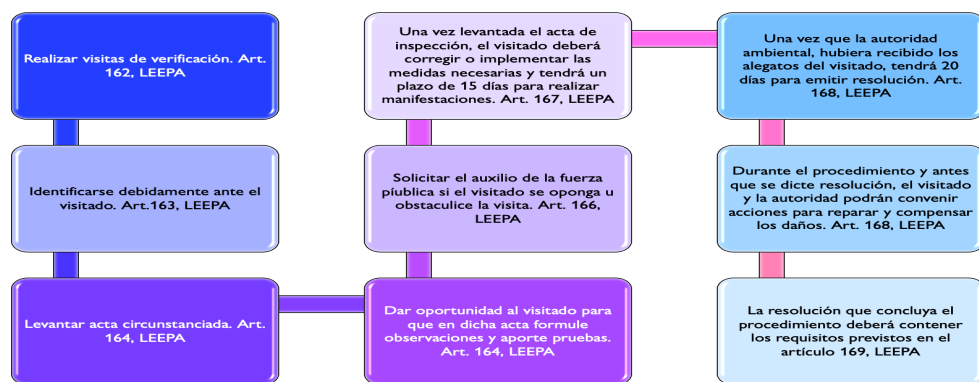 Realizar visitas de verificación. Art.
162, LEEPA
Identificarse debidamente ante el
visitado. Art.163, LEEPA
Levantar acta circunstanciada. Art.
164, LEEPA
Dar oportunidad al visitado para
que en dicha acta formule
observaciones y aporte pruebas.
Art. 164, LEEPA
Solicitar el auxilio de la fuerza
píublica si el visitado se oponga u
obstaculice la visita. Art. 166,
LEEPA
Una vez levantada el acta de
inspección, el visitado deberá
corregir o implementar las
medidas necesarias y tendrá un
plazo de 15 días para realizar
manifestaciones. Art. 167, LEEPA
Una vez que la autoridad
ambiental, hubiera recibido los
alegatos del visitado, tendrá 20
días para emitir resolución. Art.
168, LEEPA
Durante el procedimiento y antes
que se dicte resolución, el visitado
y la autoridad podrán convenir
acciones para reparar y compensar
los daños. Art. 168, LEEPA
La resolución que concluya el
procedimiento deberá contener
los requisitos previstos en el
artículo 169, LEEPA